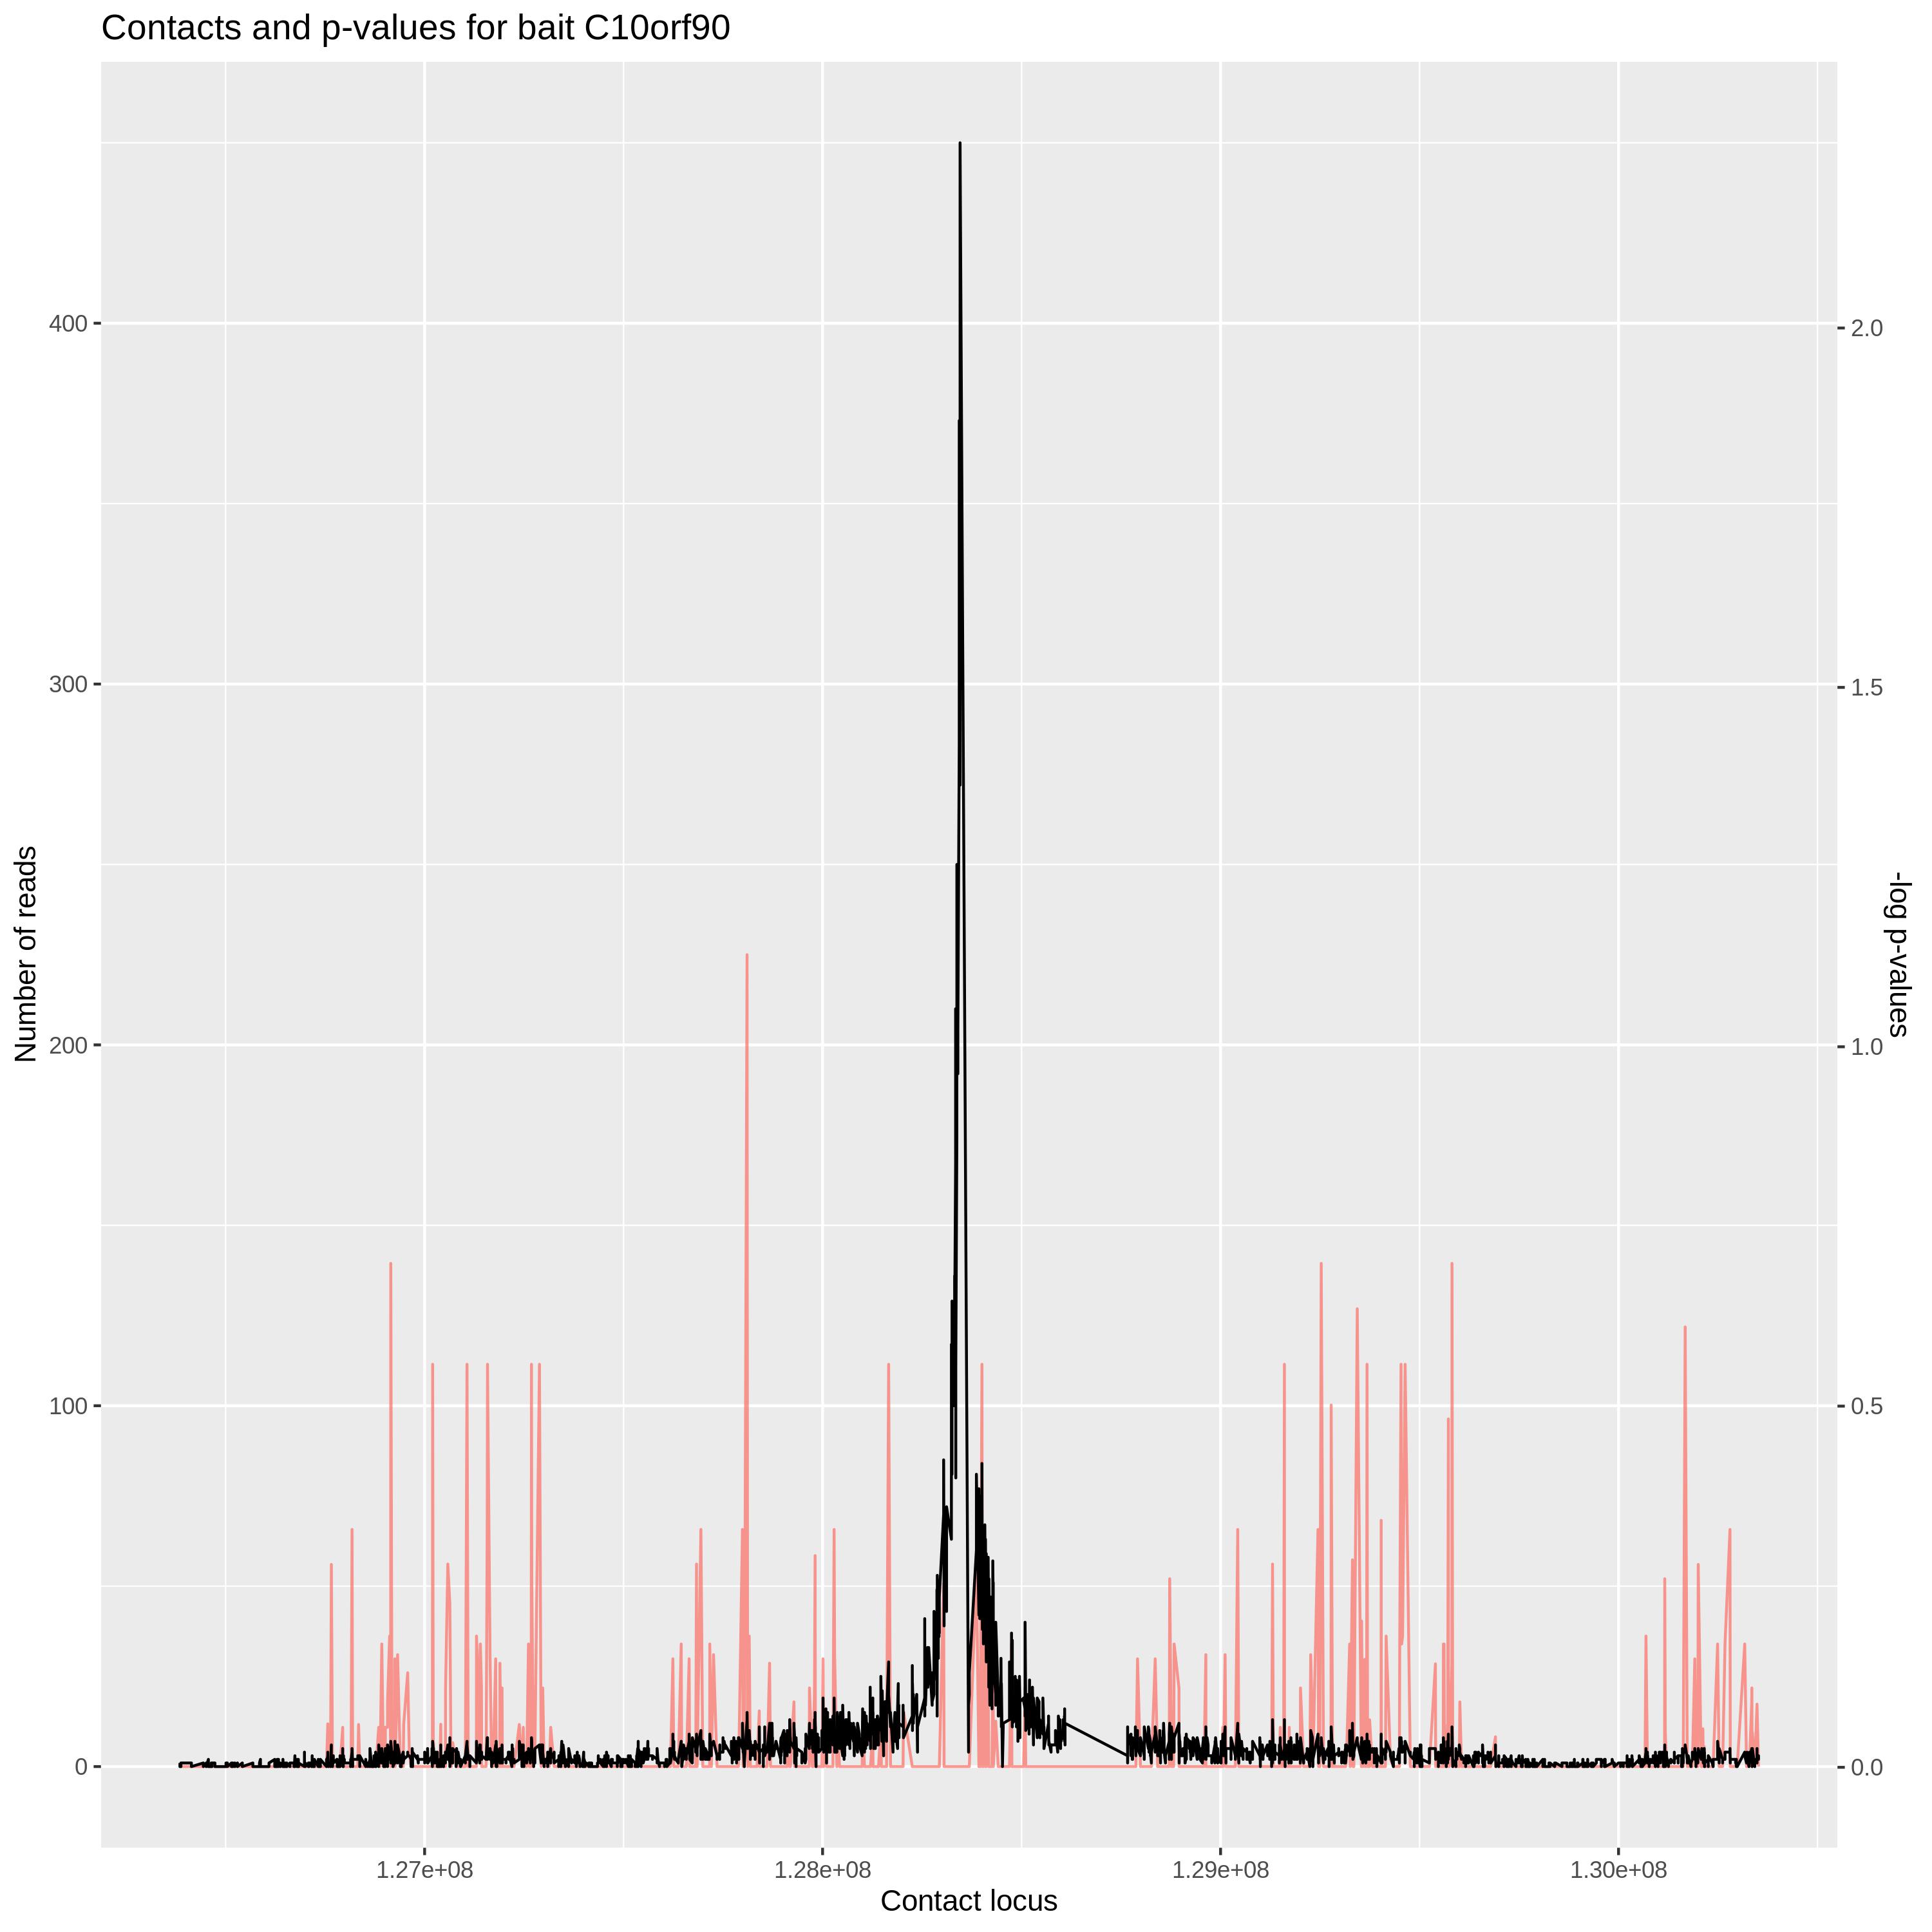 Contacts and p-values for bait C10orf90
Number of reads
400
300
200
100
0
2.0
1.5
1.0
0.5
0.0
-log p-values
1.27e+08
1.28e+08
1.29e+08
1.30e+08
Contact locus